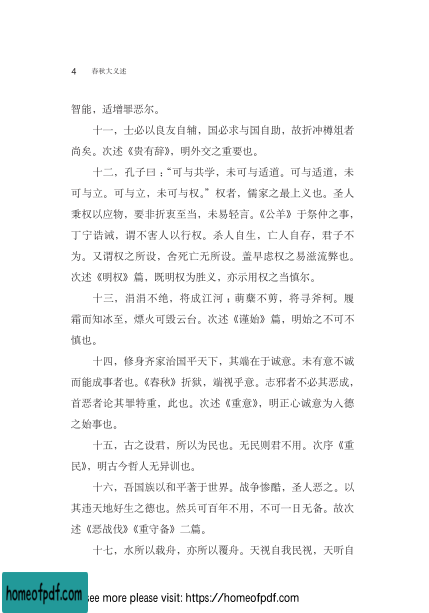 4 春秋大义述
智能，适增罪恶尔。
十一，士必以良友自辅，国必求与国自助，故折冲樽俎者
尚矣。次述《贵有辞》，明外交之重要也。
十二，孔子曰：“可与共学，未可与适道。可与适道，未
可与立。可与立，未可与权。”权者，儒家之最上义也。圣人
秉权以应物，要非折衷至当，未易轻言。《公羊》于祭仲之事，
丁宁诰诫，谓不害人以行权。杀人自生，亡人自存，君子不
为。又谓权之所设，舍死亡无所设。盖早虑权之易滋流弊也。
次述《明权》篇，既明权为胜义，亦示用权之当慎尔。
十三，涓涓不绝，将成江河；萌蘖不剪，将寻斧柯。履
霜而知冰至，熛火可毁云台。次述《谨始》篇，明始之不可不
慎也。
十四，修身齐家治国平天下，其端在于诚意。未有意不诚
而能成事者也。《春秋》折狱，端视乎意。志邪者不必其恶成，
首恶者论其罪特重，此也。次述《重意》，明正心诚意为入德
之始事也。
十五，古之设君，所以为民也。无民则君不用。次序《重
民》，明古今哲人无异训也。
十六，吾国族以和平著于世界。战争惨酷，圣人恶之。以
其违天地好生之德也。然兵可百年不用，不可一日无备。故次
述《恶战伐》《重守备》二篇。
十七，水所以载舟，亦所以覆舟。天视自我民视，天听自
homeofpdf.com
see more please visit: https://homeofpdf.com